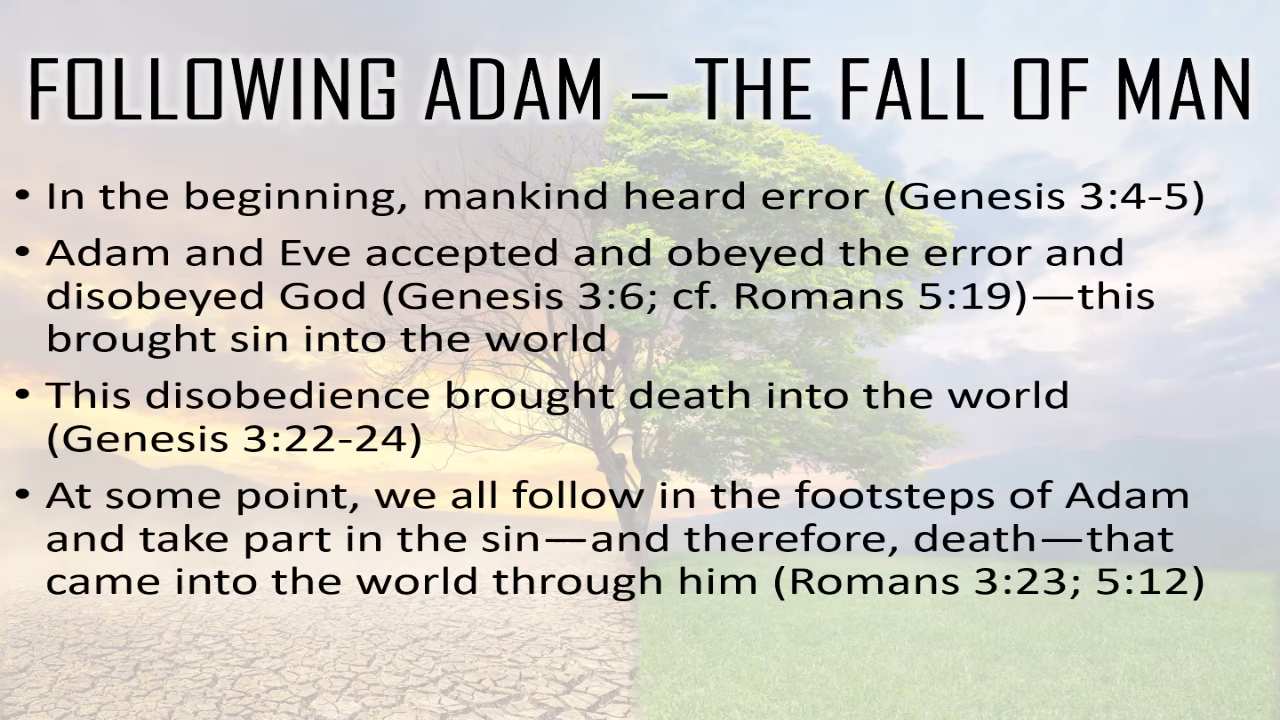 FOLLOWING ADAM – THE FALL OF MAN
• In the beginning, mankind heard error (Genesis 3:4-5)
• Adam and Eve accepted and obeyed the error and
disobeyed God (Genesis 3:6; cf. Romans 5:19)—this
brought sin into the world
• This disobedience brought death into the world
(Genesis 3:22-24)
• At some point, we all follow in the footsteps of Adam
and take part in the sin—and therefore, death—that
came into the world through him (Romans 3:23; 5:12)